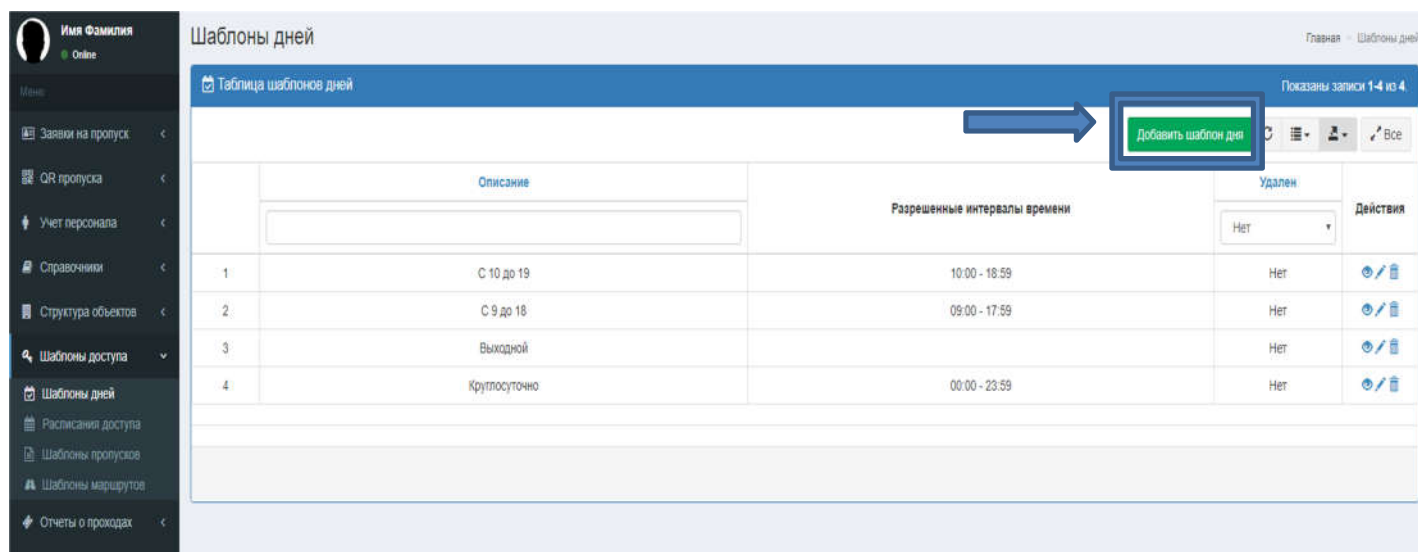 Имя Фамилия
Online
Меню
Заявки на пропуск
QR пропуска
Учет персонала
Справочники
Структура объектов
Шаблоны доступа
Шаблоны дней
Расписания доступа
Шаблоны пропусков
Шаблоны маршрутов
Отчеты о проходах
Шаблоны дней
Главная Шаблоны дней
Таблица шаблонов дней
Показаны записи 1-4 из 4.
Добавить шаблон дня
Все
Описание Разрешенные интервалы времени Удален Действия
Нет
1 С 10 до 19 10:00 - 18:59 Нет
2 С 9 до 18 09:00 - 17:59 Нет
3 Выходной Нет
4 Круглосуточно 00:00 - 23:59 Нет